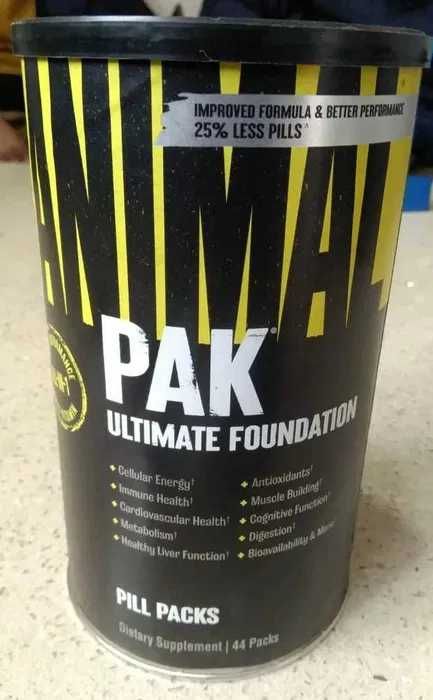 ANIMAL
IMPROVED FORMULA & BETTER PERFORMANCE
25% LESS PILLS^
PAK®
ULTIMATE FOUNDATION
Cellular Energy†
Immune Health†
Cardiovascular Health†
Metabolism†
Healthy Liver Function†
Antioxidants†
Muscle Building†
Cognitive Function†
Digestion†
Bioavailability & More†
PILL PACKS
Dietary Supplement | 44 Packs